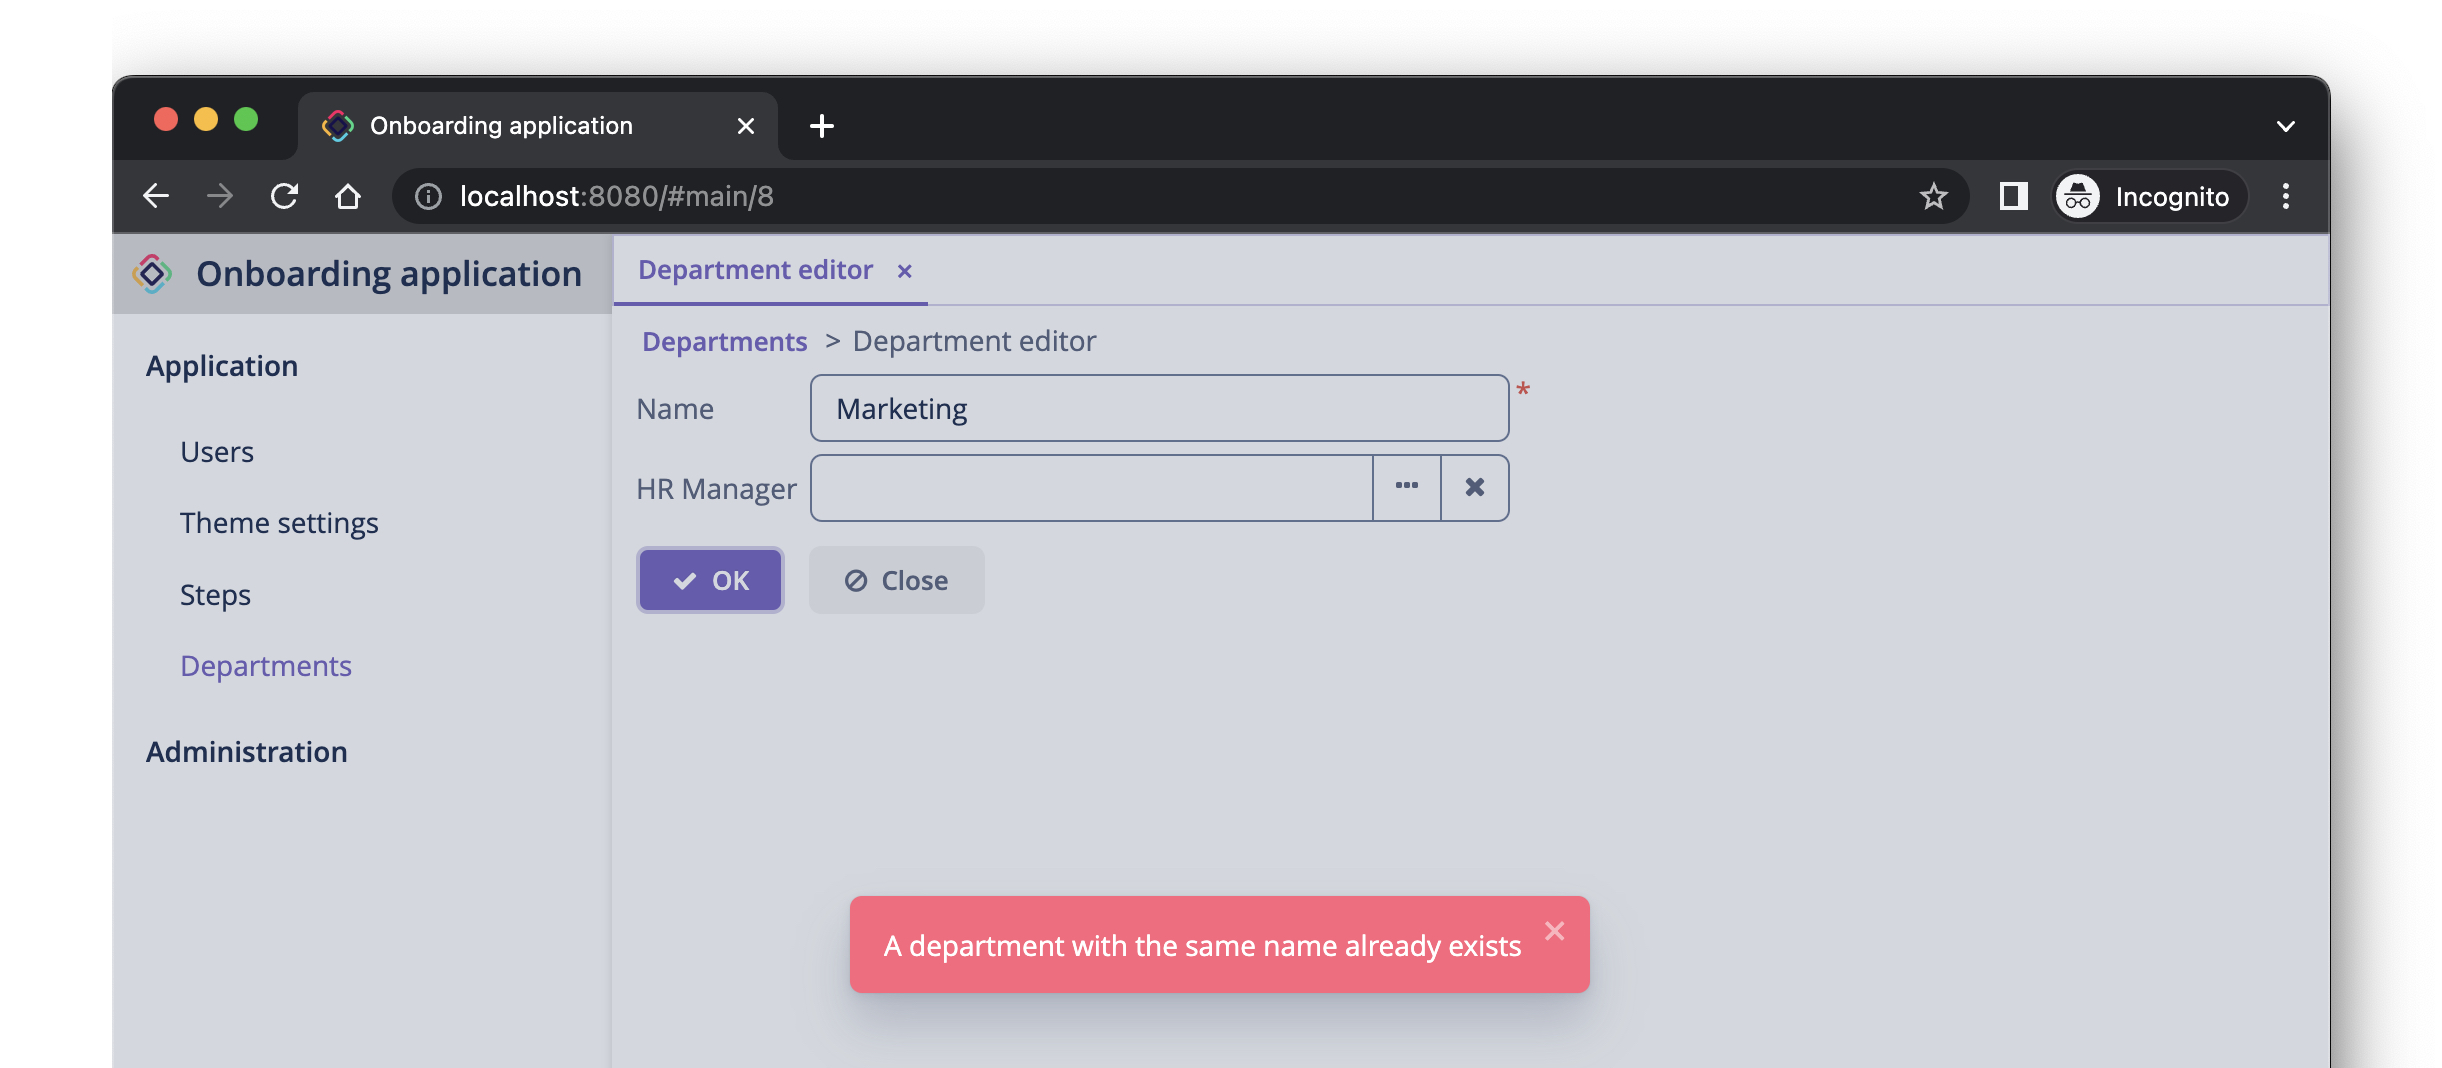 Onboarding application
localhost:8080/#main/8
Incognito
Onboarding application
Application
Users
Theme settings
Steps
Departments
Administration
Department editor
Departments > Department editor
Name Marketing *
HR Manager
OK Close
A department with the same name already exists